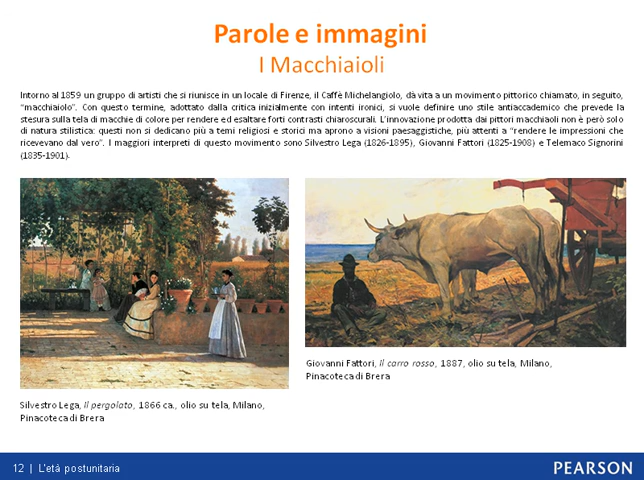 Parole e immagini
I Macchiaioli
Intorno al 1859 un gruppo di artisti che si riunisce in un locale di Firenze, il Caffè Michelangiolo, dà vita a un movimento pittorico chiamato, in seguito,
"macchiaiolo". Con questo termine, adottato dalla critica inizialmente con intenti ironici, si vuole definire uno stile antiaccademico che prevede la
stesura sulla tela di macchie di colore per rendere ed esaltare forti contrasti chiaroscurali. L'innovazione prodotta dai pittori macchiaoli non è però solo
di natura stilistica: questi non si dedicano più a temi religiosi e storici ma aprono a visioni paesaggistiche, più attenti a "rendere le impressioni che
ricevevano dal vero". I maggiori interpreti di questo movimento sono Silvestro Lega (1826-1895), Giovanni Fattori (1825-1908) e Telemaco Signorini
(1835-1901).
Giovanni Fattori, Il carro rosso, 1887, olio su tela, Milano,
Pinacoteca di Brera
Silvestro Lega, Il pergolato, 1866 ca., olio su tela, Milano,
Pinacoteca di Brera
12 | L'età postunitaria
PEARSON